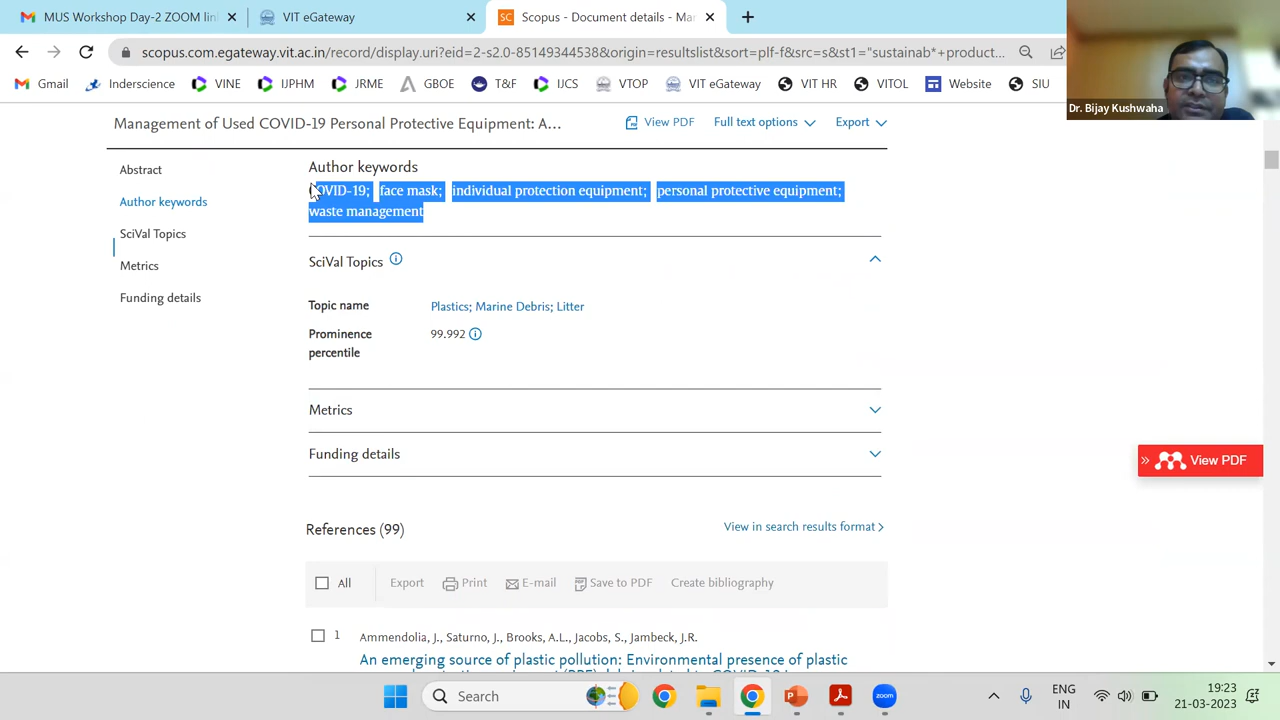 MUS Workshop Day-2 ZOOM lin
VIT eGateway
Scopus - Document details - Mar
scopus.com.egateway.vit.ac.in/record/display.uri?eid=2-s2.0-85149344538&origin=resultslist&sort=plf-f&src=s&st1="sustainab*+product...
Gmail
Inderscience
VINE
IJPHM
JRME
GBOE
T&F
IJCS
VTOP
VIT eGateway
VIT HR
VITOL
Website
SIU
Dr. Bijay Kushwaha
Management of Used COVID-19 Personal Protective Equipment: A...
View PDF
Full text options
Export
Abstract
Author keywords
SciVal Topics
Metrics
Funding details
Author keywords
COVID-19; face mask; individual protection equipment; personal protective equipment;
waste management
SciVal Topics
Topic name
Plastics; Marine Debris; Litter
Prominence
percentile
99.992
Metrics
Funding details
View PDF
References (99)
View in search results format
All
Export
Print
E-mail
Save to PDF
Create bibliography
1
Ammendolia, J., Saturno, J., Brooks, A.L., Jacobs, S., Jambeck, J.R.
An emerging source of plastic pollution: Environmental presence of plastic
Search
zoom
ENG
IN
19:23
21-03-2023